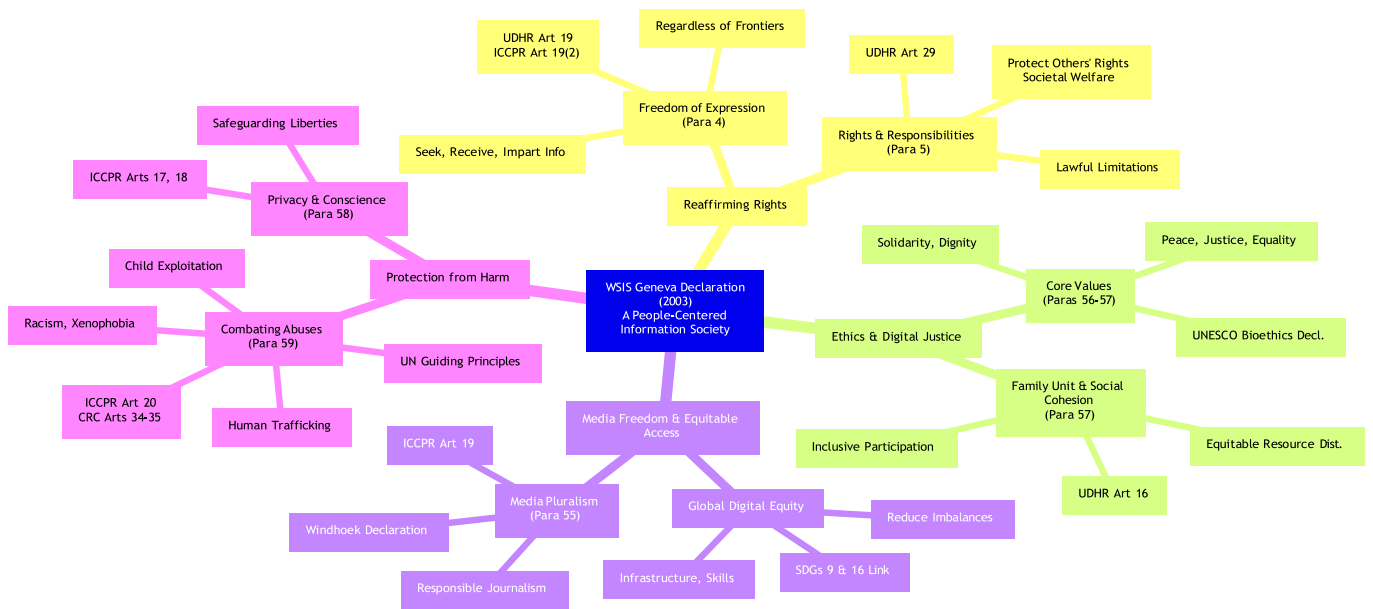 WSIS Geneva Declaration
(2003)
A People-Centered
Information Society
Reaffirming Rights
Freedom of Expression
(Para 4)
UDHR Art 19
ICCPR Art 19(2)
Regardless of Frontiers
Seek, Receive, Impart Info
Rights & Responsibilities
(Para 5)
UDHR Art 29
Protect Others' Rights
Societal Welfare
Lawful Limitations
Ethics & Digital Justice
Core Values
(Paras 56-57)
Solidarity, Dignity
Peace, Justice, Equality
UNESCO Bioethics Decl.
Family Unit & Social
Cohesion
(Para 57)
Inclusive Participation
UDHR Art 16
Equitable Resource Dist.
Media Freedom & Equitable
Access
Media Pluralism
(Para 55)
ICCPR Art 19
Windhoek Declaration
Responsible Journalism
Global Digital Equity
Reduce Imbalances
Infrastructure, Skills
SDGs 9 & 16 Link
Protection from Harm
Privacy & Conscience
(Para 58)
Safeguarding Liberties
ICCPR Arts 17, 18
Combating Abuses
(Para 59)
Child Exploitation
Racism, Xenophobia
ICCPR Art 20
CRC Arts 34-35
Human Trafficking
UN Guiding Principles